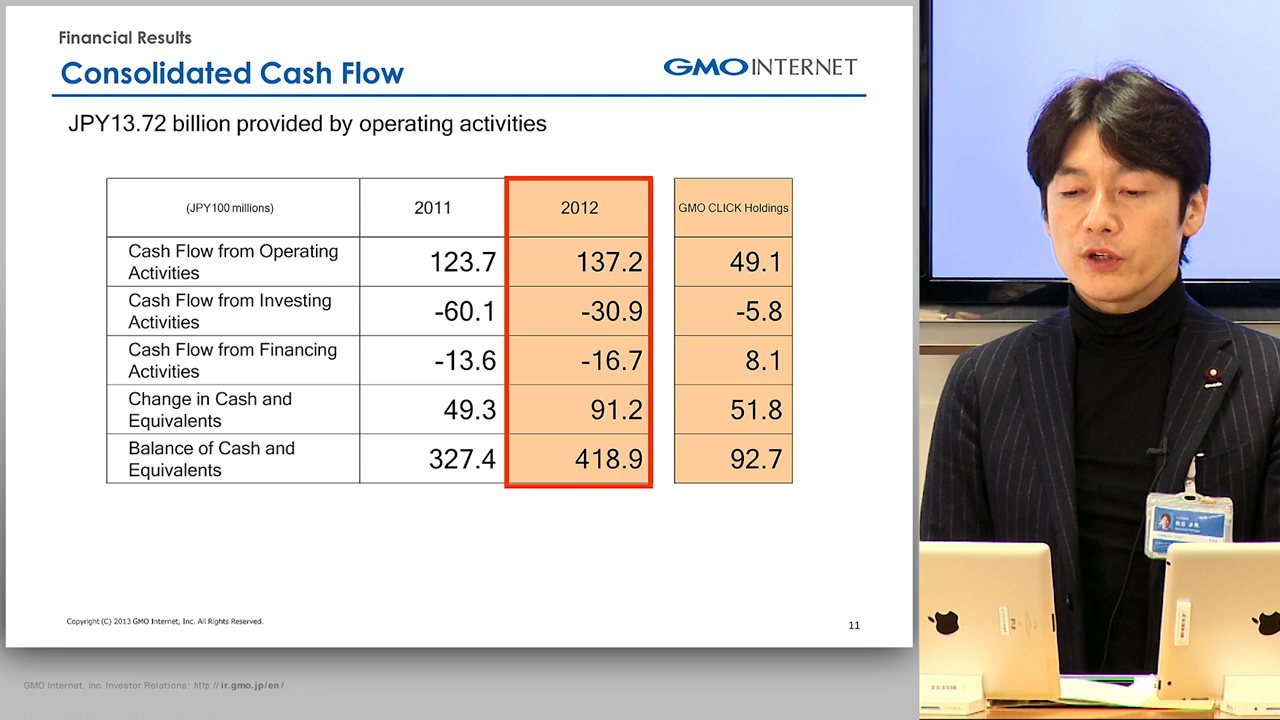 Financial Results
Consolidated Cash Flow
GMO INTERNET
JPY13.72 billion provided by operating activities
(JPY100 millions) 2011 2012 GMO CLICK Holdings
Cash Flow from Operating
Activities 123.7 137.2 49.1
Cash Flow from Investing
Activities -60.1 -30.9 -5.8
Cash Flow from Financing
Activities -13.6 -16.7 8.1
Change in Cash and
Equivalents 49.3 91.2 51.8
Balance of Cash and
Equivalents 327.4 418.9 92.7
Copyright (C) 2013 GMO Internet, Inc. All Rights Reserved.
11
GMO Internet, Inc. Investor Relations: http://ir.gmo.jp/en/